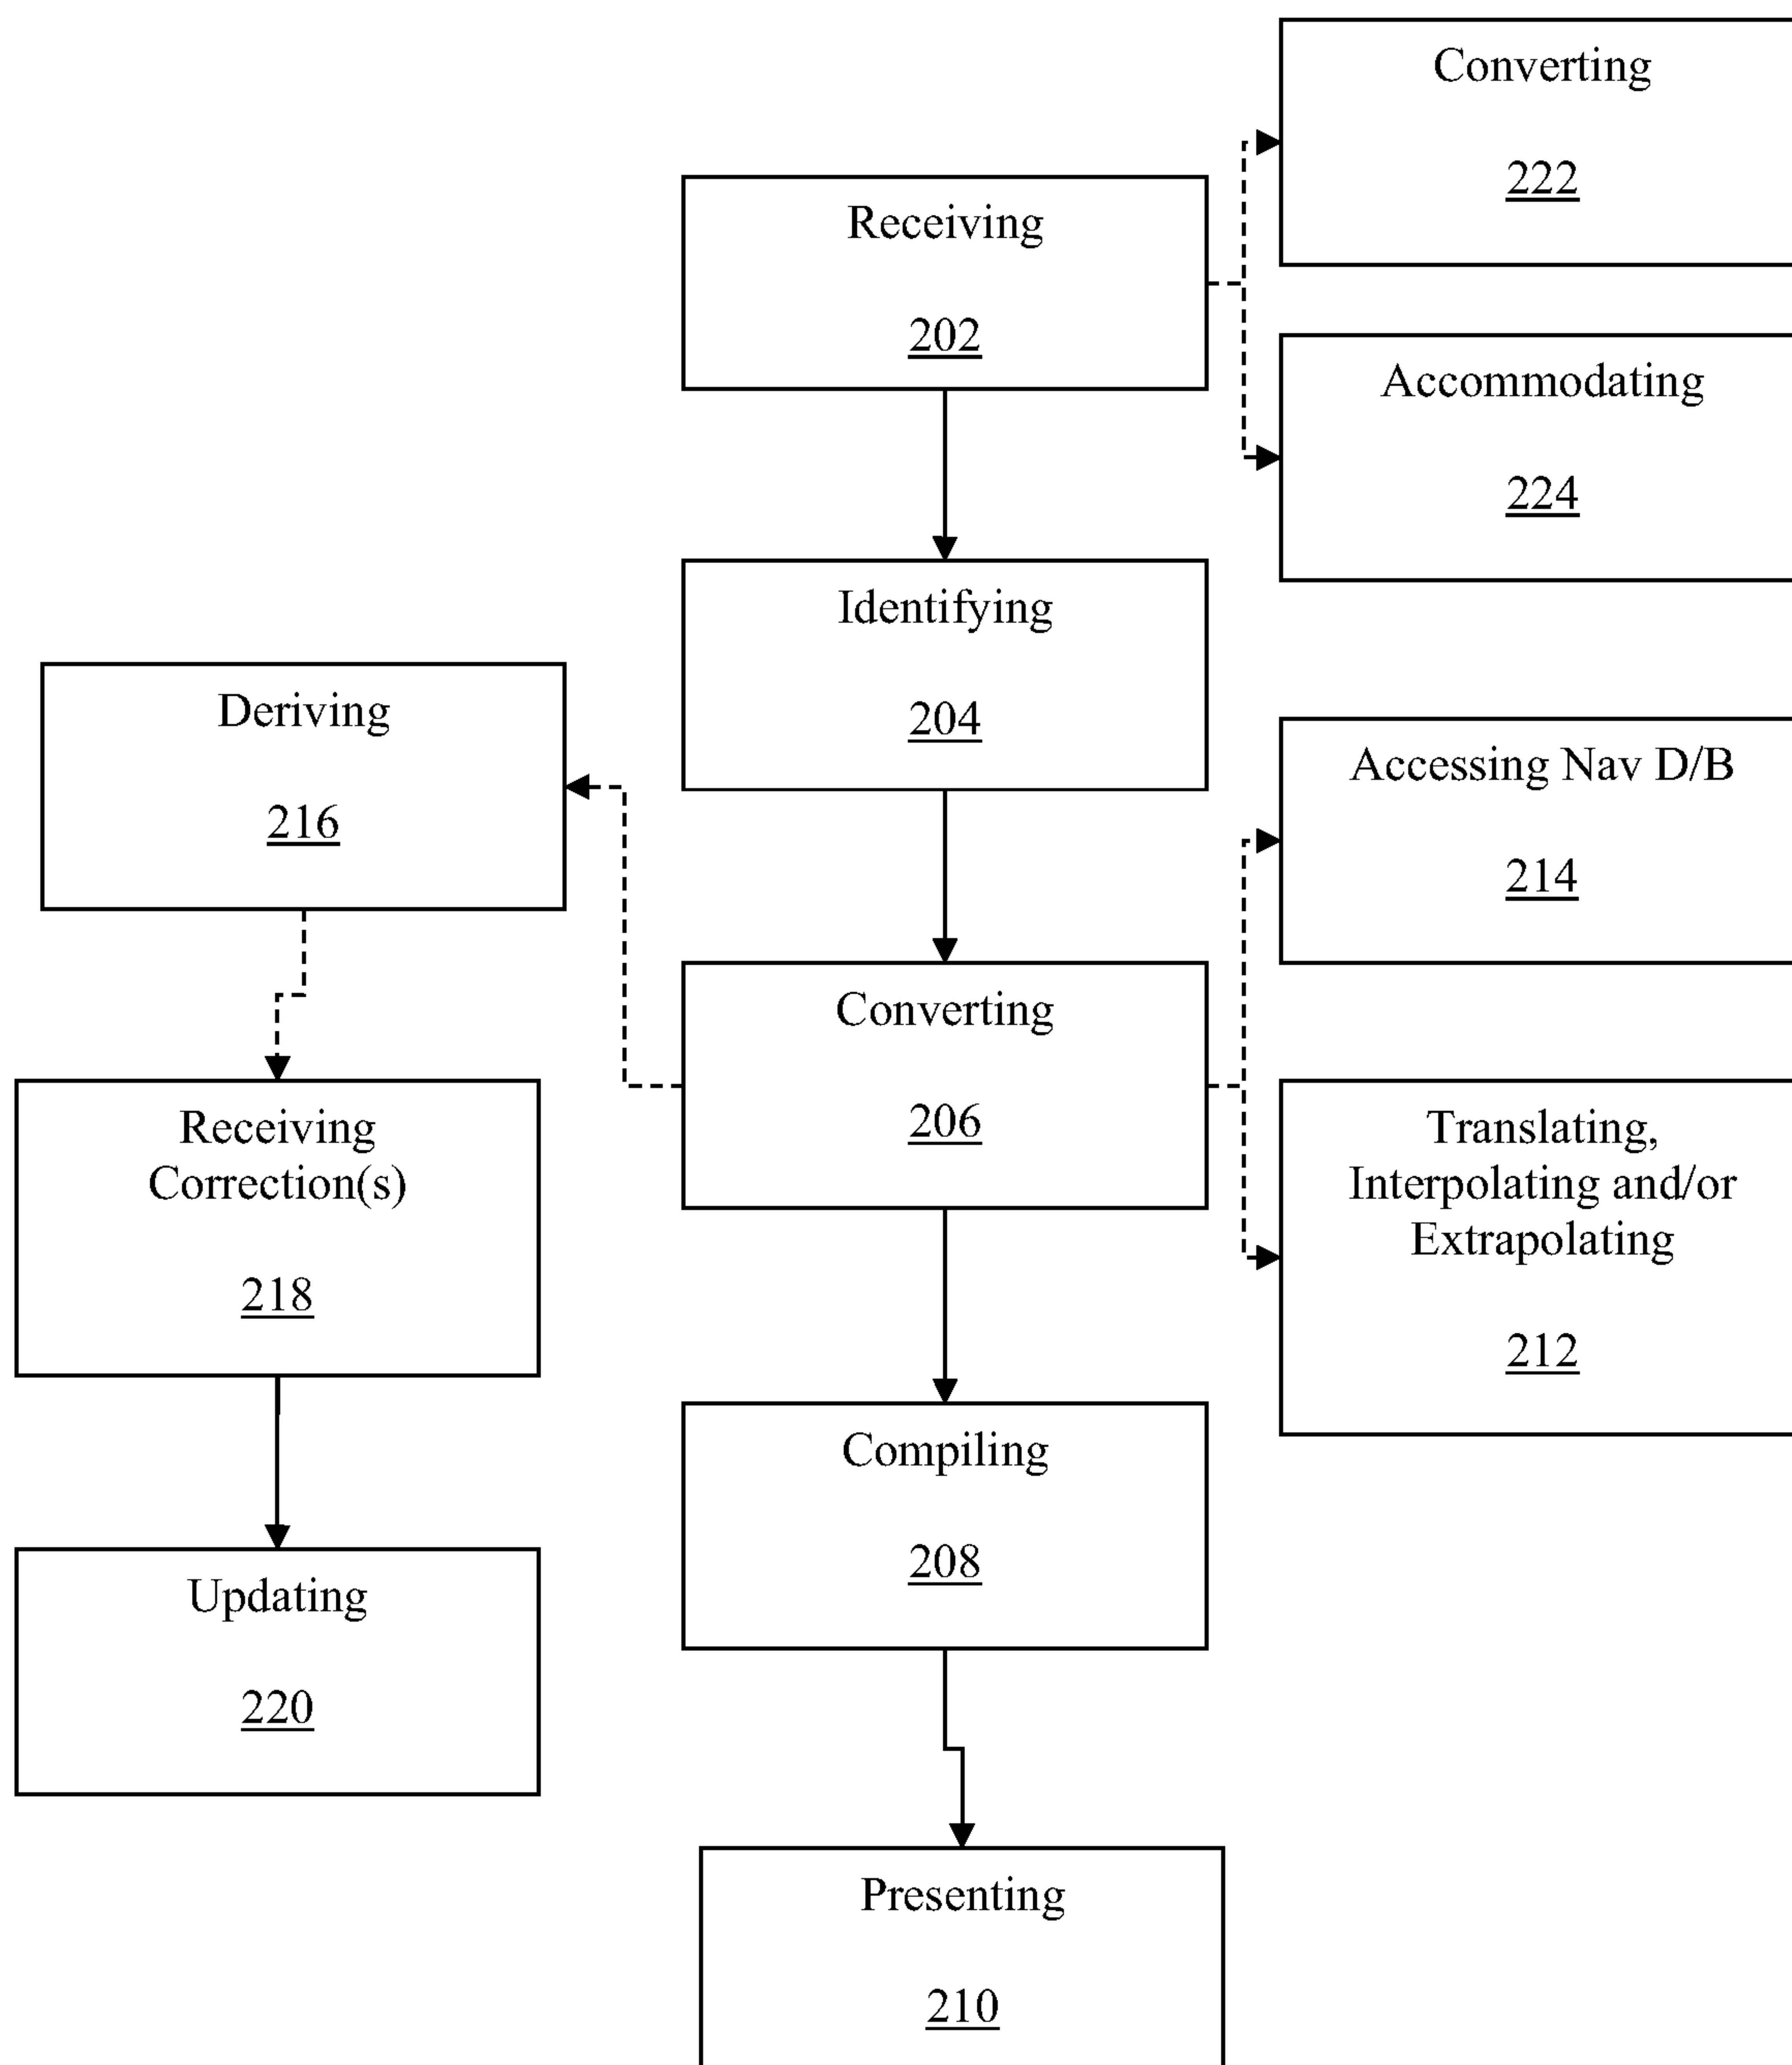 Converting
222
Receiving
202
Accommodating
224
Identifying
204
Deriving
216
Accessing Nav D/B
214
Converting
206
Receiving
Correction(s)
218
Translating,
Interpolating and/or
Extrapolating
212
Compiling
208
Updating
220
Presenting
210